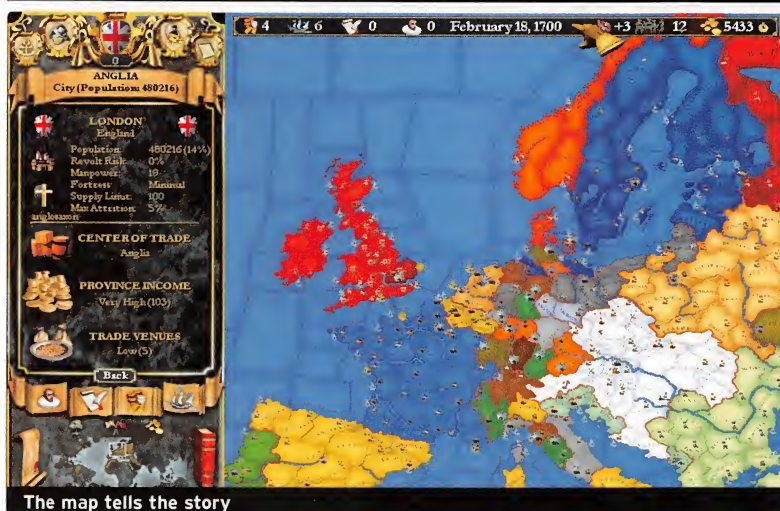 4 6 0 0 February 18, 1700 +3 12 5433
0
ANGLIA
City (Population: 480216)
LONDON
England
Population: 480216 (14%)
Revolt Risk: 0%
Manpower: 19
Fortress: Minimal
Supply Limit: 100
Max Attrition: 5%
anglosaxon
CENTER OF TRADE
Anglia
PROVINCE INCOME
Very High (103)
TRADE VENUES
Low (5)
Back
The map tells the story